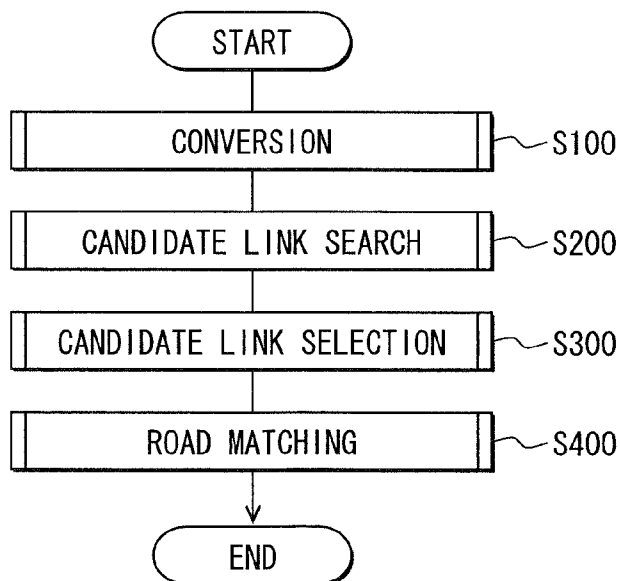 START
CONVERSION S100
CANDIDATE LINK SEARCH S200
CANDIDATE LINK SELECTION S300
ROAD MATCHING S400
END